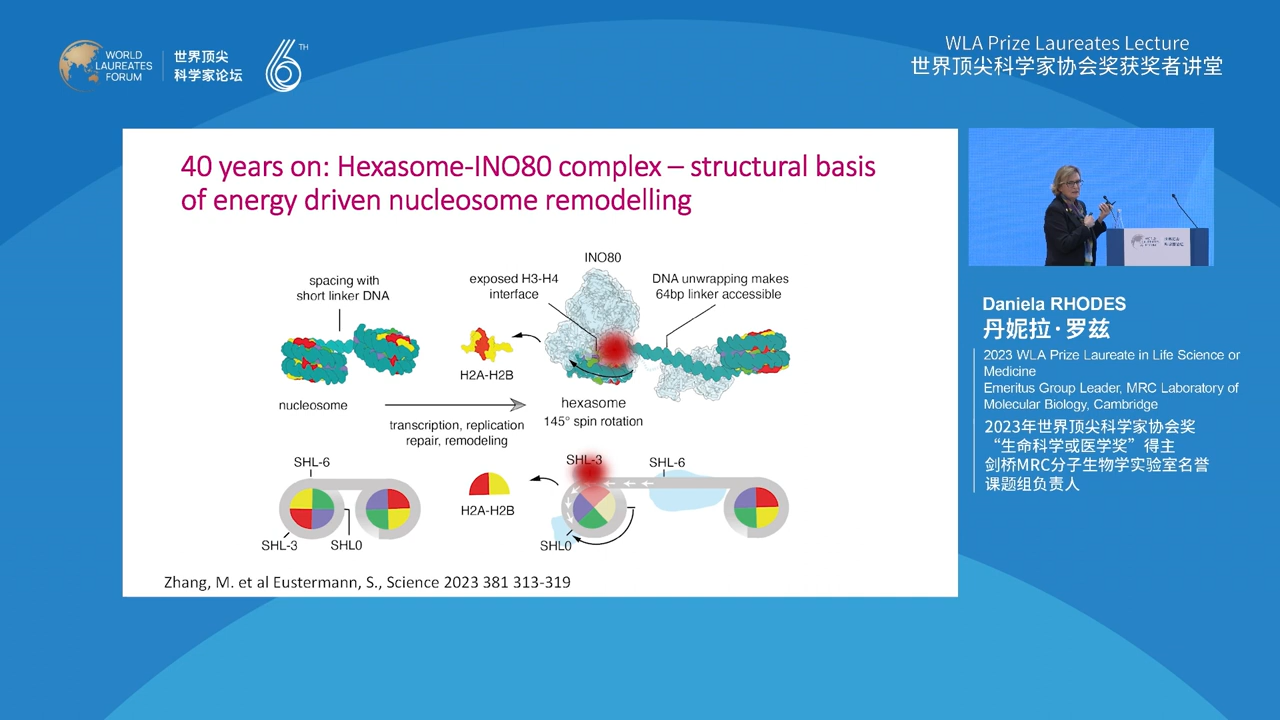 WORLD
LAUREATES
FORUM
世界顶尖
科学家论坛
6TH
WLA Prize Laureates Lecture
世界顶尖科学家协会奖获奖者讲堂
40 years on: Hexasome-INO80 complex – structural basis
of energy driven nucleosome remodelling
spacing with
short linker DNA
exposed H3-H4
interface
INO80
DNA unwrapping makes
64bp linker accessible
H2A-H2B
nucleosome
transcription, replication
repair, remodeling
hexasome
145° spin rotation
SHL-6
SHL-3
SHL0
H2A-H2B
SHL-3
SHL-6
SHL0
Zhang, M. et al Eustermann, S., Science 2023 381 313-319
Daniela RHODES
丹妮拉·罗兹
2023 WLA Prize Laureate in Life Science or
Medicine
Emeritus Group Leader, MRC Laboratory of
Molecular Biology, Cambridge
2023年世界顶尖科学家协会奖
“生命科学或医学奖”得主
剑桥MRC分子生物学实验室名誉
课题组负责人